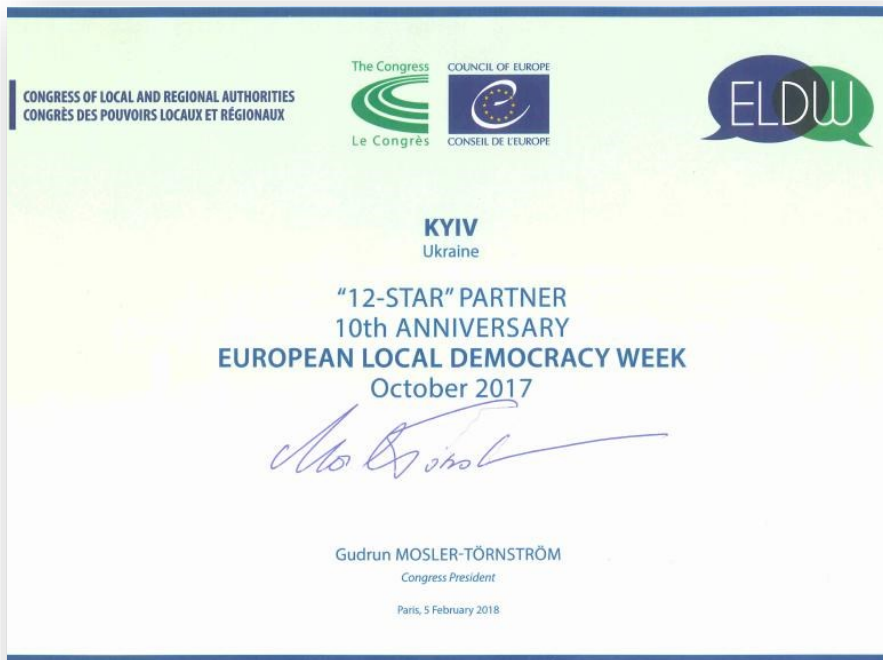 CONGRESS OF LOCAL AND REGIONAL AUTHORITIES
CONGRÈS DES POUVOIRS LOCAUX ET RÉGIONAUX
The Congress
Le Congrès
COUNCIL OF EUROPE
CONSEIL DE L'EUROPE
ELDW
KYIV
Ukraine
"12-STAR" PARTNER
10th ANNIVERSARY
EUROPEAN LOCAL DEMOCRACY WEEK
October 2017
Gudrun MOSLER-TÖRNSTRÖM
Congress President
Paris, 5 February 2018